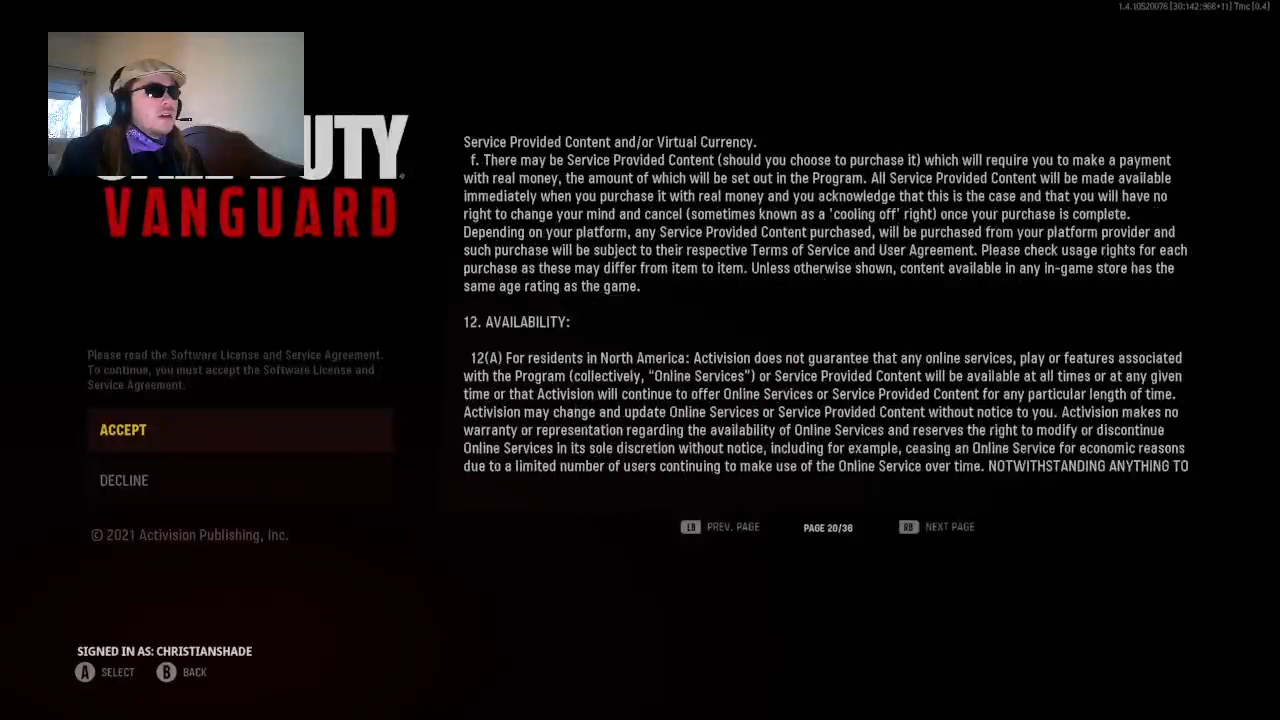 1.4.10520076 [30:142:966+11] Tmc [0.4]
DUTY
VANGUARD
Service Provided Content and/or Virtual Currency.
f. There may be Service Provided Content (should you choose to purchase it) which will require you to make a payment
with real money, the amount of which will be set out in the Program. All Service Provided Content will be made available
immediately when you purchase it with real money and you acknowledge that this is the case and that you will have no
right to change your mind and cancel (sometimes known as a 'cooling off' right) once your purchase is complete.
Depending on your platform, any Service Provided Content purchased, will be purchased from your platform provider and
such purchase will be subject to their respective Terms of Service and User Agreement. Please check usage rights for each
purchase as these may differ from item to item. Unless otherwise shown, content available in any in-game store has the
same age rating as the game.
12. AVAILABILITY:
12(A) For residents in North America: Activision does not guarantee that any online services, play or features associated
with the Program (collectively, “Online Services”) or Service Provided Content will be available at all times or at any given
time or that Activision will continue to offer Online Services or Service Provided Content for any particular length of time.
Activision may change and update Online Services or Service Provided Content without notice to you. Activision makes no
warranty or representation regarding the availability of Online Services and reserves the right to modify or discontinue
Online Services in its sole discretion without notice, including for example, ceasing an Online Service for economic reasons
due to a limited number of users continuing to make use of the Online Service over time. NOTWITHSTANDING ANYTHING TO
Please read the Software License and Service Agreement.
To continue, you must accept the Software License and
Service Agreement.
ACCEPT
DECLINE
© 2021 Activision Publishing, Inc.
LB PREV. PAGE PAGE 20/36 RB NEXT PAGE
SIGNED IN AS: CHRISTIANSHADE
A SELECT B BACK